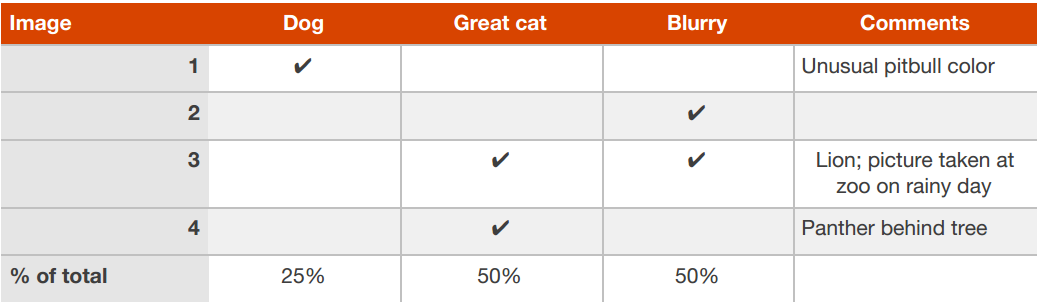 Image Dog Great cat Blurry Comments
1 ✔ Unusual pitbull color
2 ✔
3 ✔ ✔ Lion; picture taken at
zoo on rainy day
4 ✔ Panther behind tree
% of total 25% 50% 50%